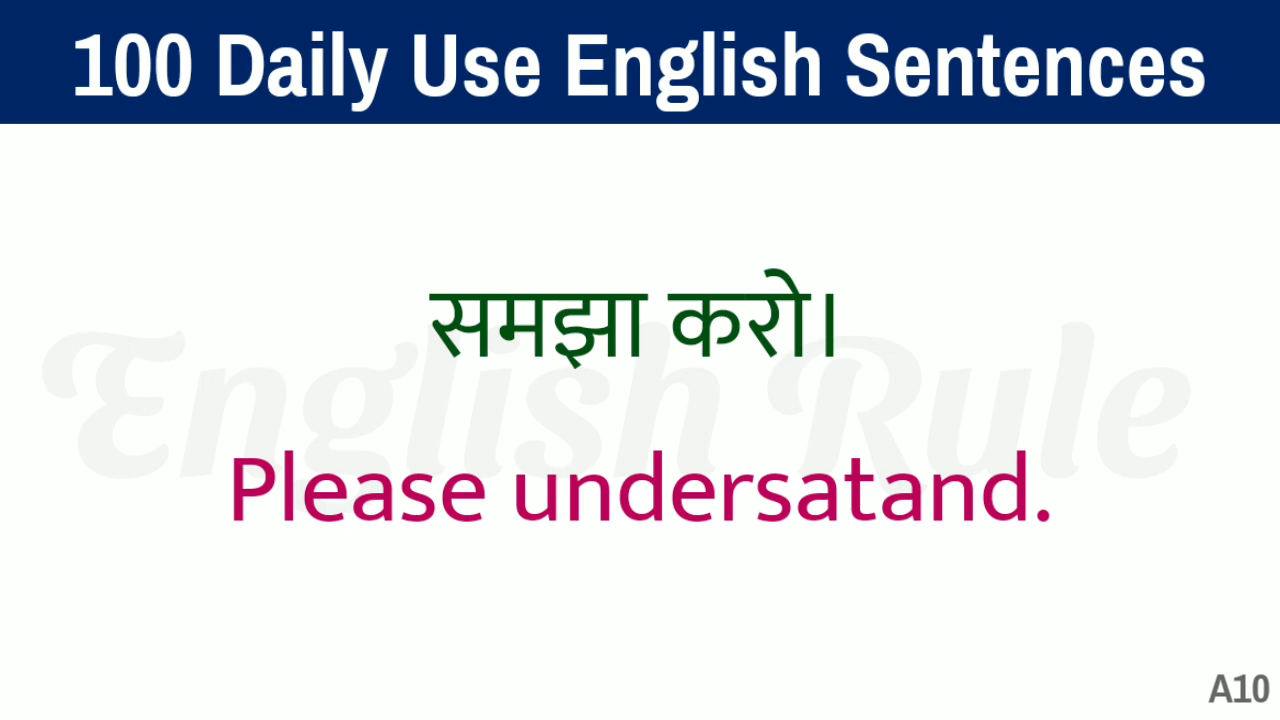 100 Daily Use English Sentences
समझा करो।
English Rule
Please undersatand.
A10